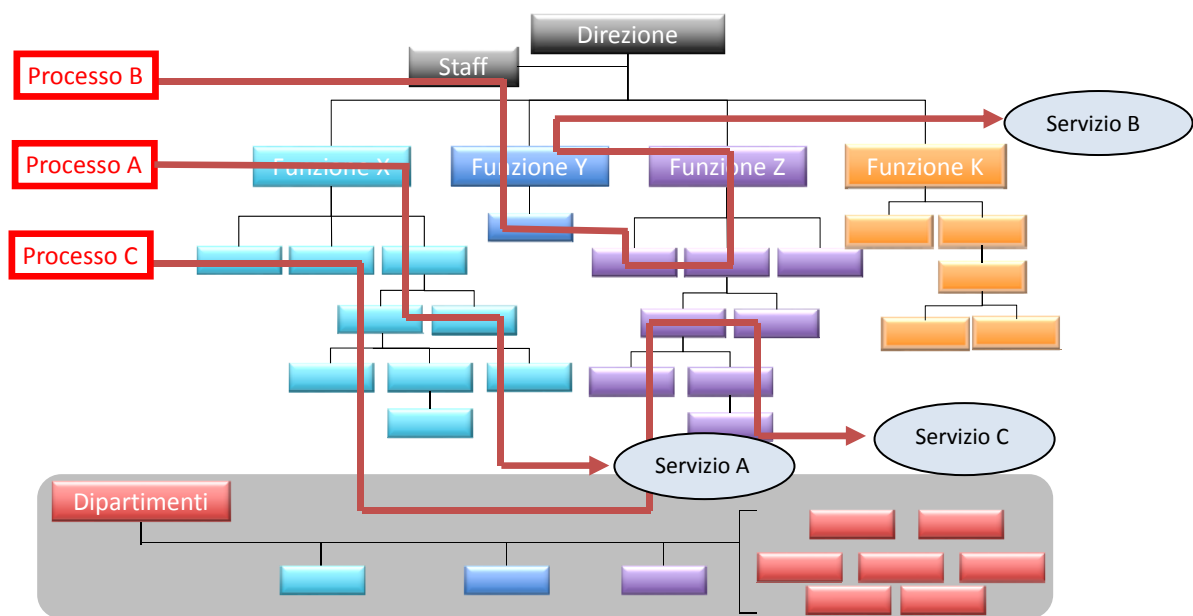 Direzione
Staff
Processo B
Servizio B
Processo A
Funzione X
Funzione Y
Funzione Z
Funzione K
Processo C
Servizio C
Servizio A
Dipartimenti